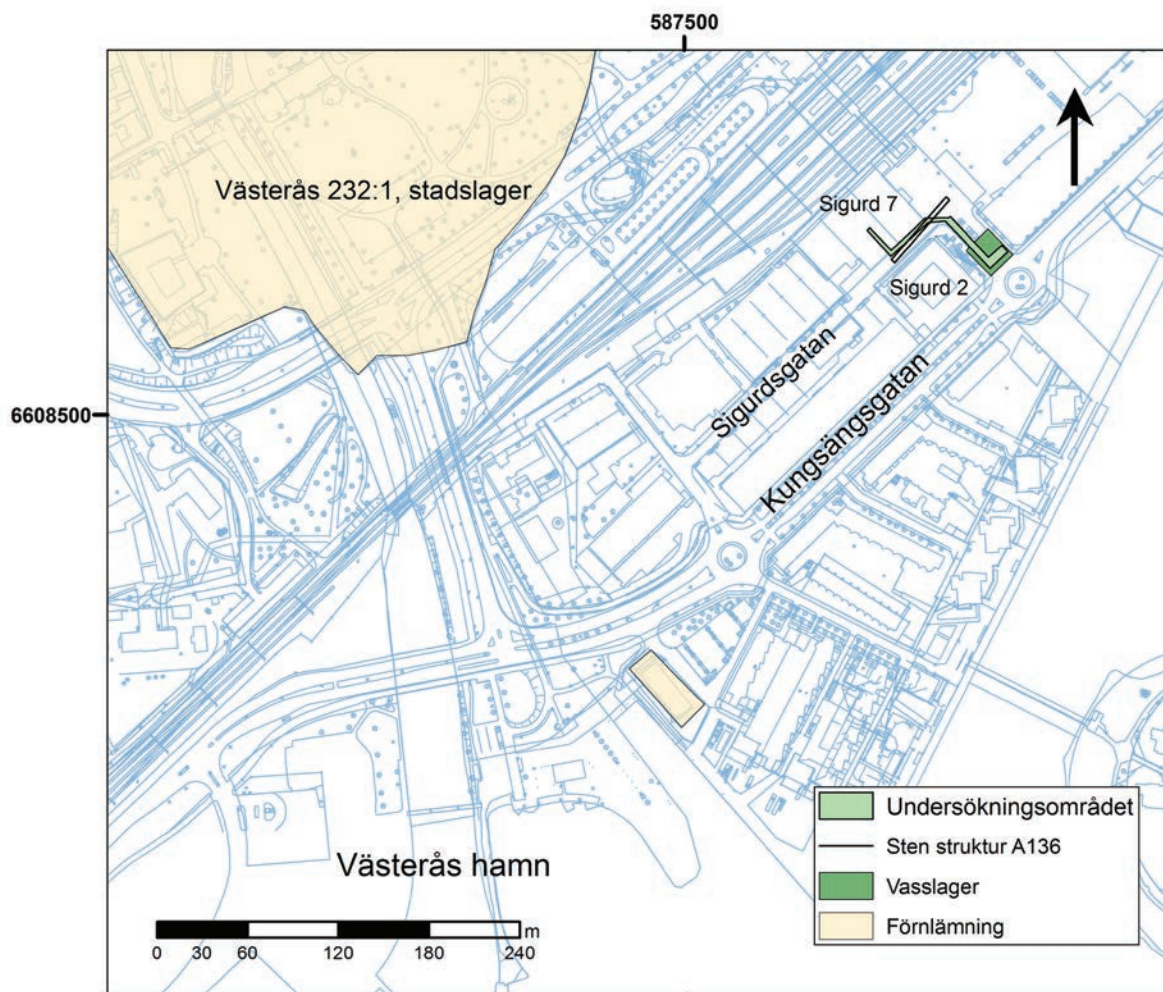 587500
Västerås 232:1, stadslager
Sigurd 7
Sigurd 2
6608500
Sigurdsgatan
Kungsängsgatan
Undersökningsområdet
Sten struktur A136
Vasslager
Förnlämning
Västerås hamn
m
0 30 60 120 180 240